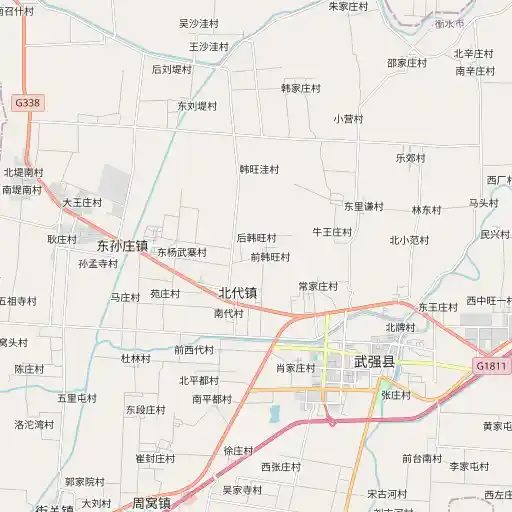 朱家庄村
南召什村
吴沙洼村
衡水市
王沙洼村
北辛庄村
邵家庄村
后刘堤村
南辛庄村
韩家庄村
G338
东刘堤村
小营村
乐郊村
韩旺洼村
北堤南村
西厂村
南堤南村
大王庄村
马头村
东里谦村
林东村
牛王庄村
民兴村
耿庄村
后韩旺村
北小范村
东孙庄镇
东杨武寨村
前韩旺村
孙孟寺村
常家庄村
马庄村
苑庄村
北代镇
五祖寺村
西中旺一村
东王庄村
南代村
北牌村
窝头村
前西代村
杜林村
武强县
陈庄村
肖家庄村
G1811
北平都村
五里屯村
南平都村
张庄村
东段庄村
洛沱湾村
黄家屯
徐庄村
崔封庄村
前台南村
西张庄村
李家屯村
郭家院村
吴家寺村
宋古河村
西左庄
大刘村
周窝镇
街关镇